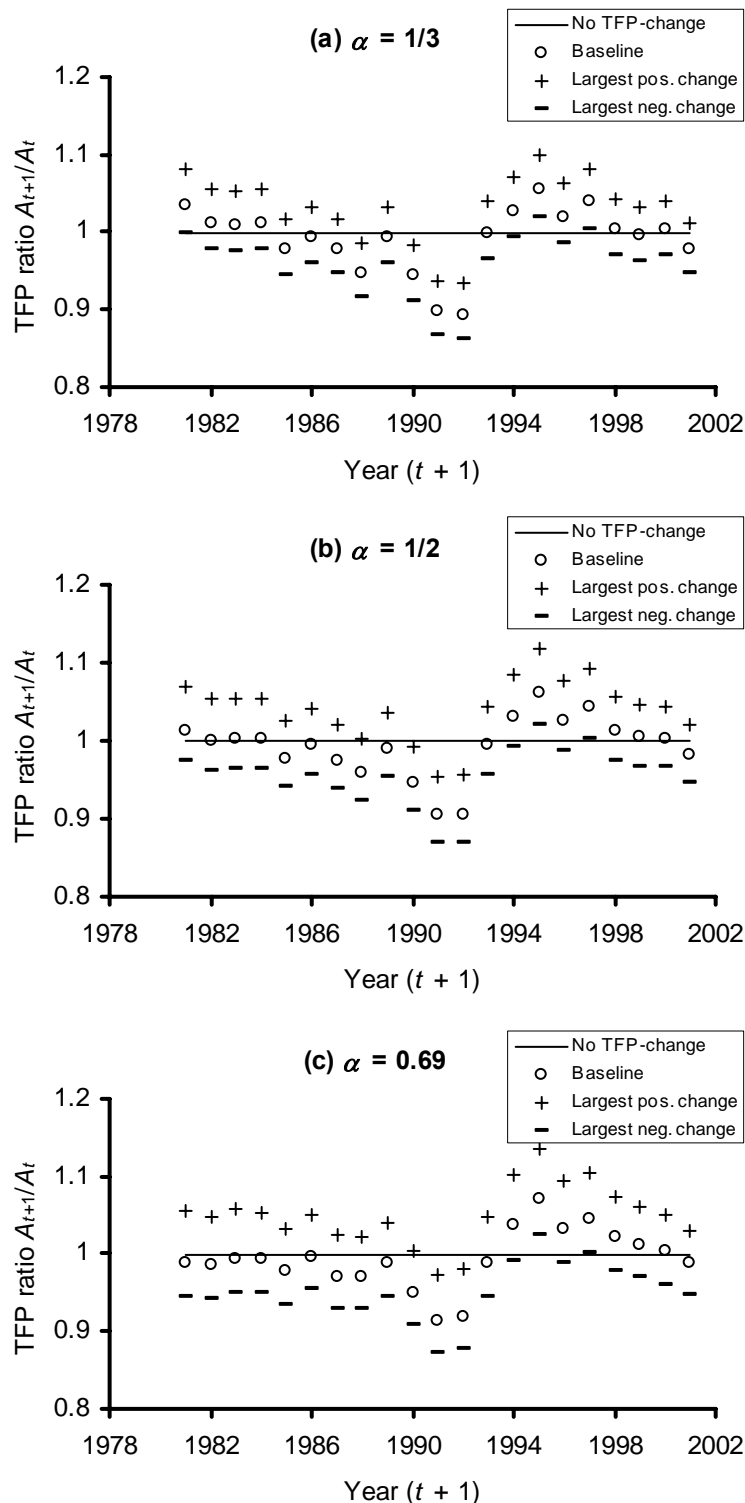 (a) α = 1/3
No TFP-change
Baseline
Largest pos. change
Largest neg. change
TFP ratio At+1/At
1.2
1.1
1
0.9
0.8
1978 1982 1986 1990 1994 1998 2002
Year (t + 1)
(b) α = 1/2
No TFP-change
Baseline
Largest pos. change
Largest neg. change
TFP ratio At+1/At
1.2
1.1
1
0.9
0.8
1978 1982 1986 1990 1994 1998 2002
Year (t + 1)
(c) α = 0.69
No TFP-change
Baseline
Largest pos. change
Largest neg. change
TFP ratio At+1/At
1.2
1.1
1
0.9
0.8
1978 1982 1986 1990 1994 1998 2002
Year (t + 1)